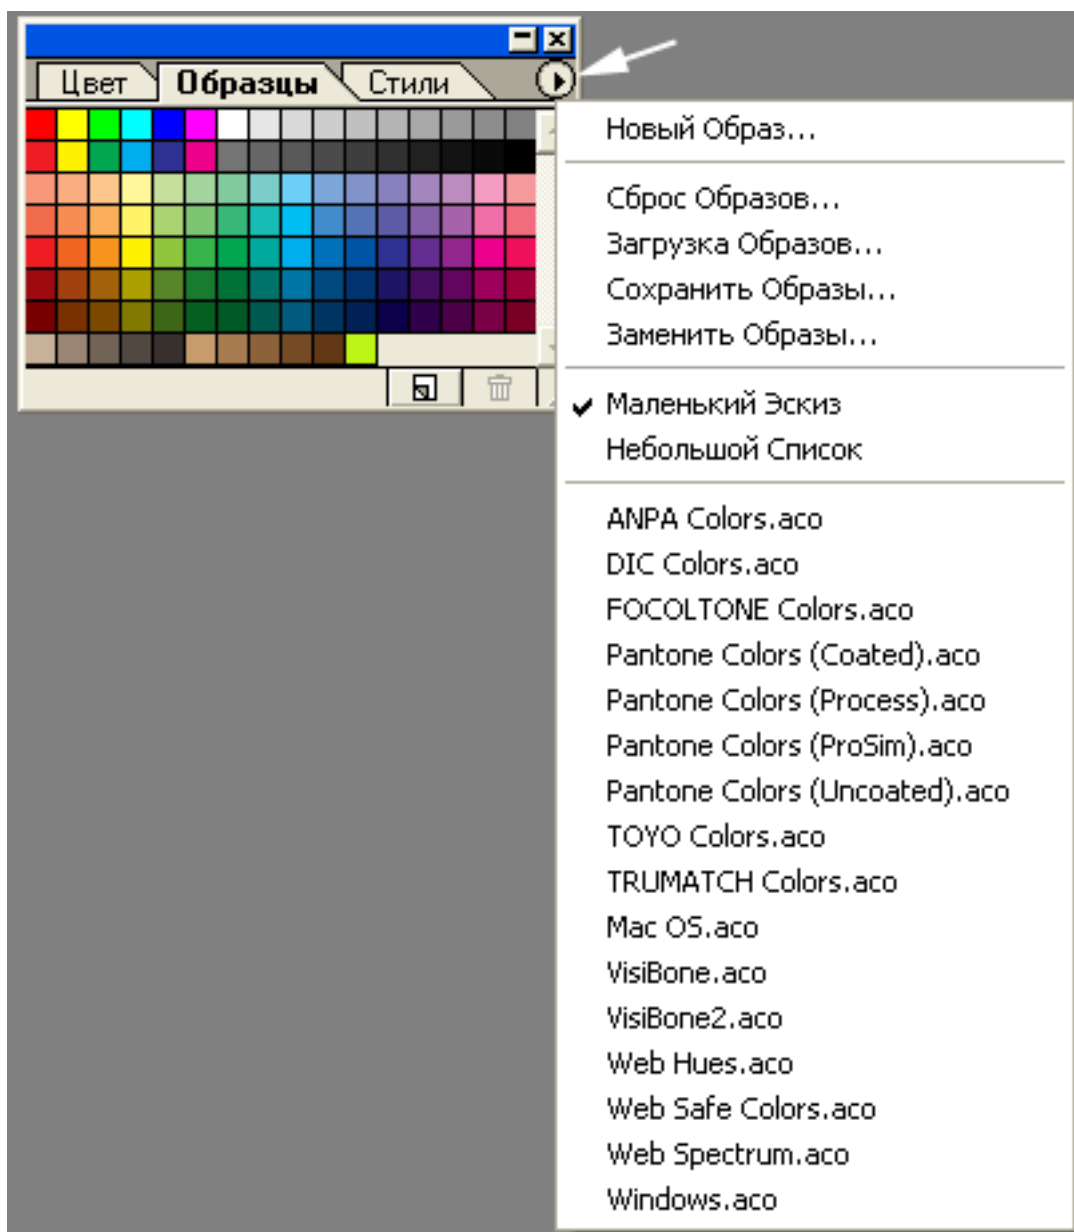 Цвет Образцы Стили
Новый Образ...
Сброс Образов...
Загрузка Образов...
Сохранить Образы...
Заменить Образы...
Маленький Эскиз
Небольшой Список
ANPA Colors.aco
DIC Colors.aco
FOCOLTONE Colors.aco
Pantone Colors (Coated).aco
Pantone Colors (Process).aco
Pantone Colors (ProSim).aco
Pantone Colors (Uncoated).aco
TOYO Colors.aco
TRUMATCH Colors.aco
Mac OS.aco
VisiBone.aco
VisiBone2.aco
Web Hues.aco
Web Safe Colors.aco
Web Spectrum.aco
Windows.aco